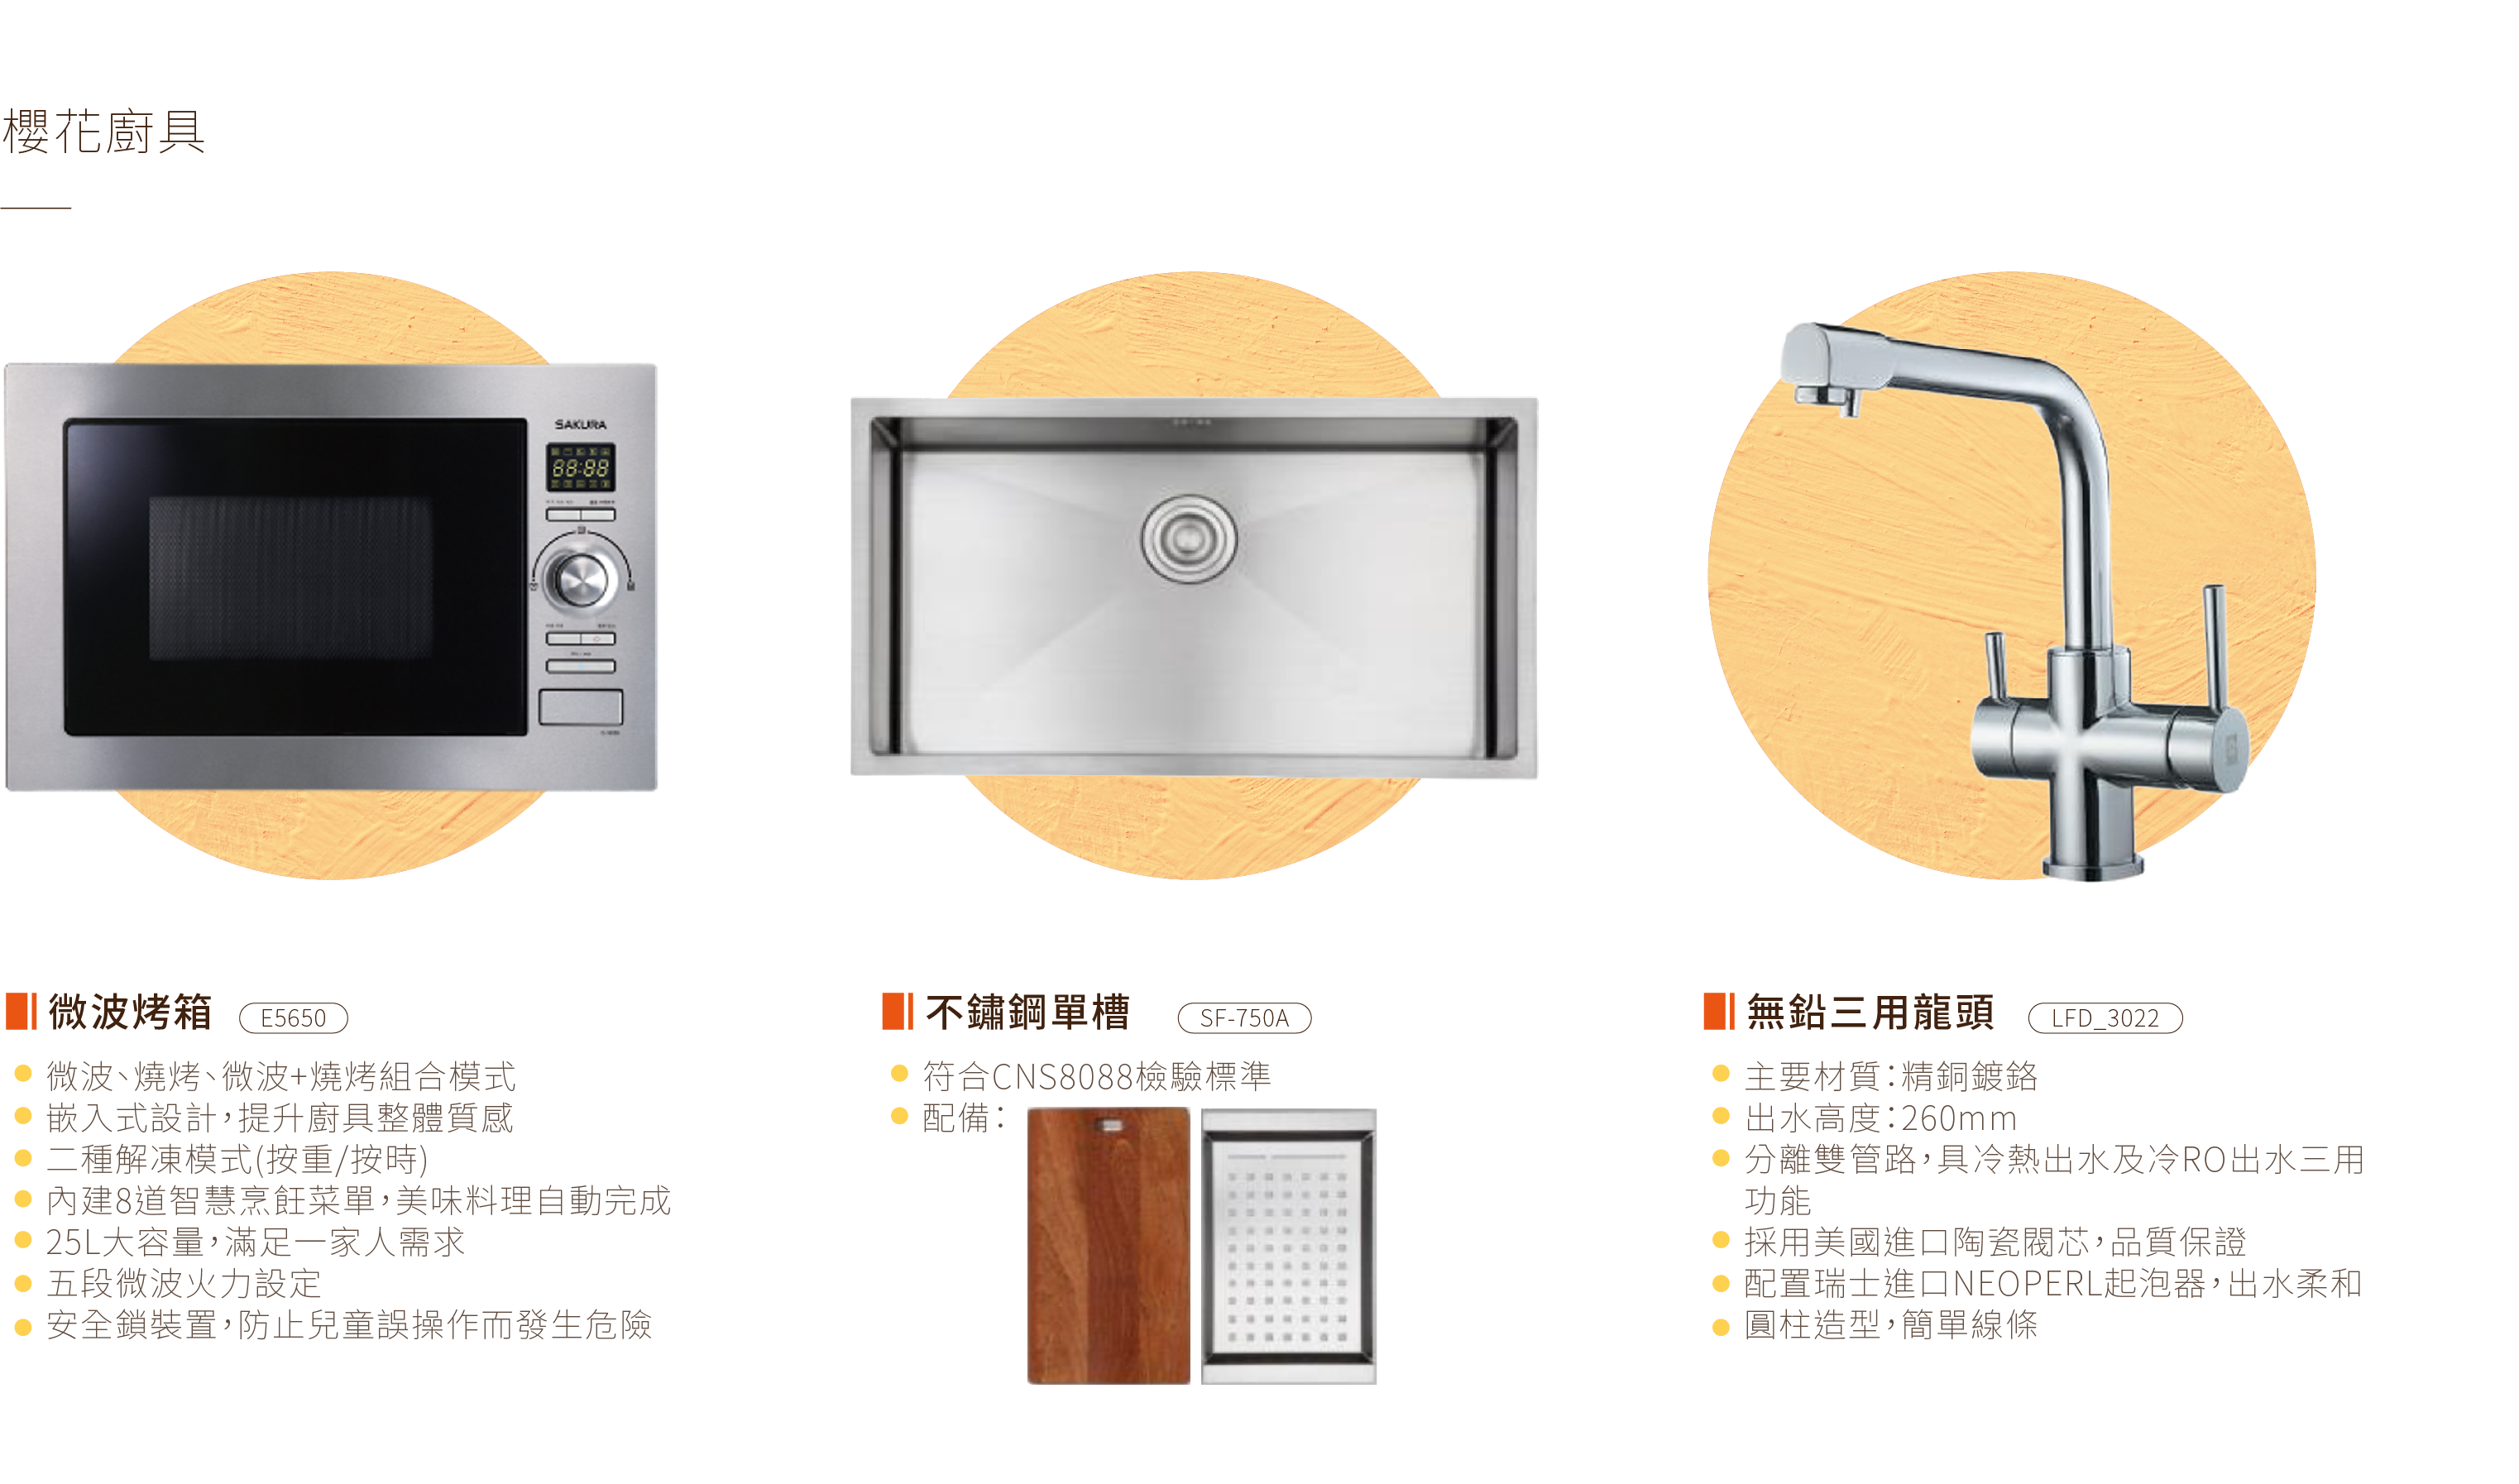 櫻花廚具
SAKURA
88:88
微波烤箱 E5650
微波、燒烤、微波+燒烤組合模式
嵌入式設計，提升廚具整體質感
二種解凍模式(按重/按時)
內建8道智慧烹飪菜單，美味料理自動完成
25L大容量，滿足一家人需求
五段微波火力設定
安全鎖裝置，防止兒童誤操作而發生危險
不鏽鋼單槽 SF-750A
符合CNS8088檢驗標準
配備：
無鉛三用龍頭 LFD_3022
主要材質：精銅鍍鉻
出水高度：260mm
分離雙管路，具冷熱出水及冷RO出水三用
功能
採用美國進口陶瓷閥芯，品質保證
配置瑞士進口NEOPERL起泡器，出水柔和
圓柱造型，簡單線條